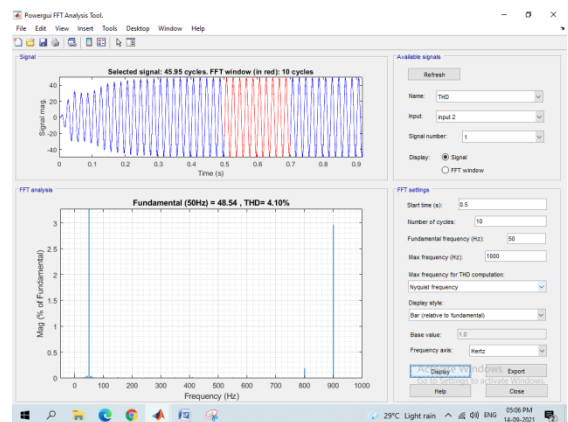 Powergui FFT Analysis Tool.
File Edit View Insert Tools Desktop Window Help
Signal
Selected signal: 45.95 cycles. FFT window (in red): 10 cycles
Signal mag.
40
20
0
-20
-40
0 0.1 0.2 0.3 0.4 0.5 0.6 0.7 0.8 0.9
Time (s)
FFT analysis
Fundamental (50Hz) = 48.54 , THD= 4.10%
Mag (% of Fundamental)
3
2.5
2
1.5
1
0.5
0
0 100 200 300 400 500 600 700 800 900 1000
Frequency (Hz)
Available signals
Refresh
Name: THD
Input: input 2
Signal number: 1
Display: Signal
FFT window
FFT settings
Start time (s): 0.5
Number of cycles: 10
Fundamental frequency (Hz): 50
Max frequency (Hz): 1000
Max frequency for THD computation:
Nyquist frequency
Display style:
Bar (relative to fundamental)
Base value: 1.0
Frequency axis: Hertz
Activate Windows
Display Export
Go to Settings to activate Windows.
Help Close
29°C Light rain ENG 05:06 PM
14-09-2021